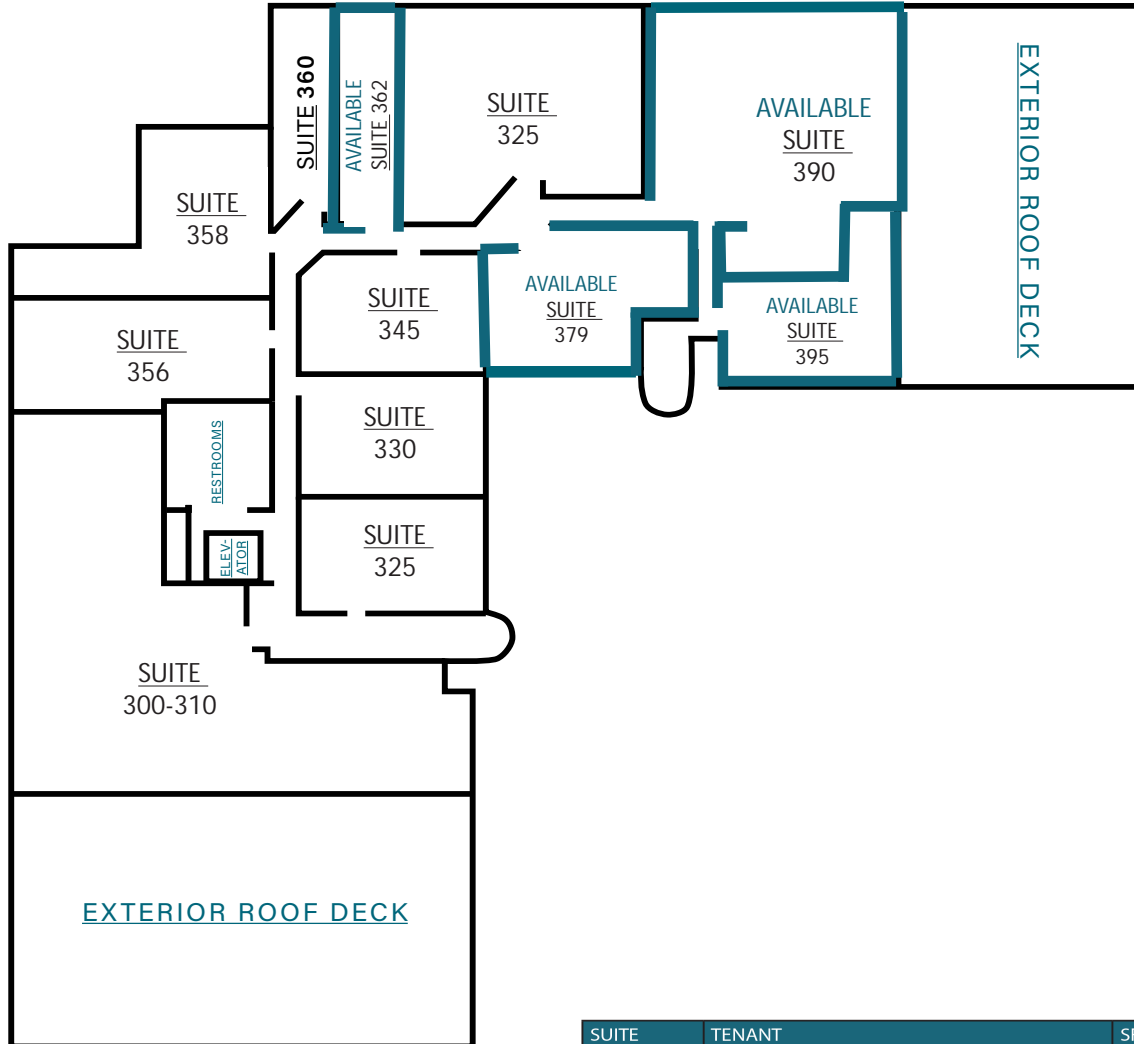 SUITE 360
AVAILABLE
SUITE 362
SUITE
325
AVAILABLE
SUITE
390
EXTERIOR ROOF DECK
SUITE
358
SUITE
345
AVAILABLE
SUITE
379
AVAILABLE
SUITE
395
SUITE
356
RESTROOMS
SUITE
330
ELEV-
ATOR
SUITE
325
SUITE
300-310
EXTERIOR ROOF DECK
SUITE TENANT